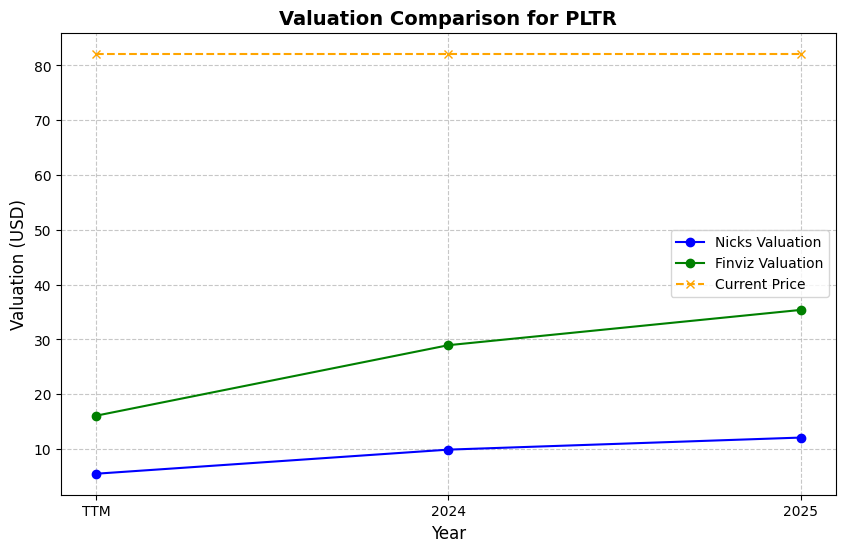 Valuation Comparison for PLTR
Valuation (USD)
80
70
60
50
40
30
20
10
Nicks Valuation
Finviz Valuation
Current Price
TTM 2024 2025
Year